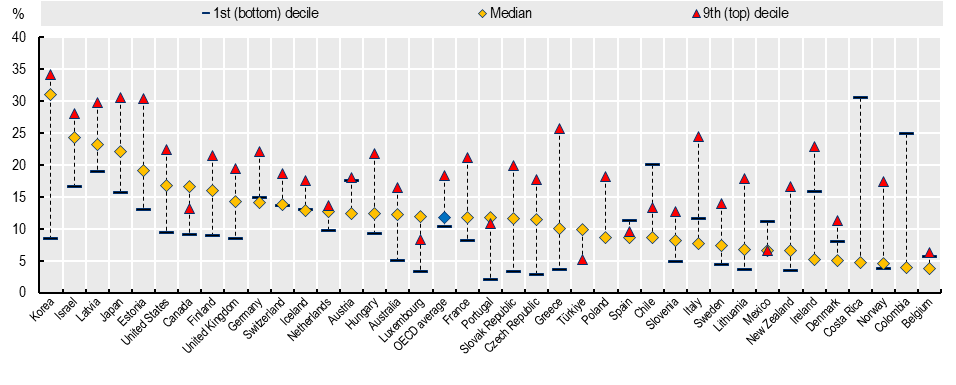 %
1st (bottom) decile
Median
9th (top) decile
40
35
30
25
20
15
10
5
0
Korea
Israel
Latvia
Japan
Estonia
United States
Canada
Finland
United Kingdom
Germany
Switzerland
Iceland
Netherlands
Austria
Hungary
Australia
Luxembourg
OECD average
France
Portugal
Slovak Republic
Czech Republic
Greece
Türkiye
Poland
Spain
Chile
Slovenia
Italy
Sweden
Lithuania
Mexico
New Zealand
Ireland
Denmark
Costa Rica
Norway
Colombia
Belgium